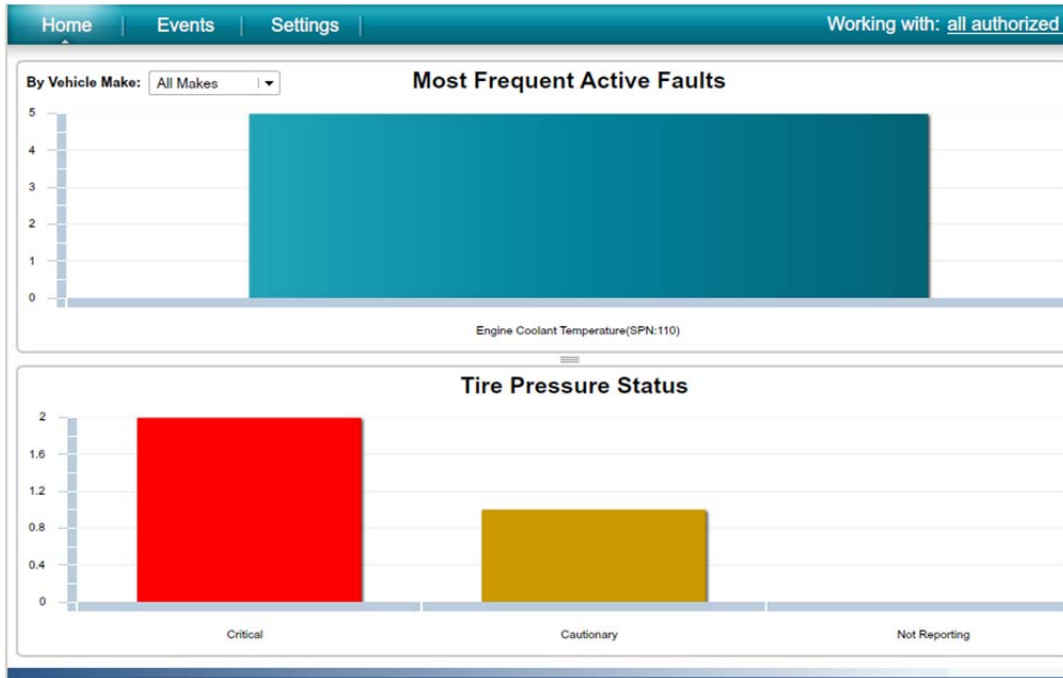 Home | Events | Settings | Working with: all authorized
By Vehicle Make: All Makes Most Frequent Active Faults
5
4
3
2
1
0
Engine Coolant Temperature(SPN:110)
Tire Pressure Status
2
1.6
1.2
0.8
0.4
0
Critical Cautionary Not Reporting